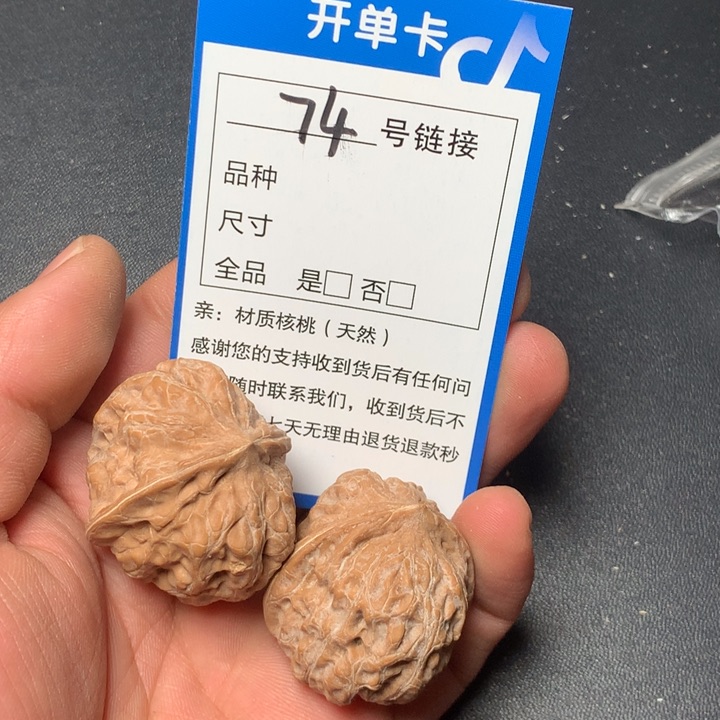 开单卡
74 号链接
品种
尺寸
全品 是□ 否□
亲：材质核桃（天然）
感谢您的支持收到货后有任何问
随时联系我们，收到货后不
七天无理由退货退款秒